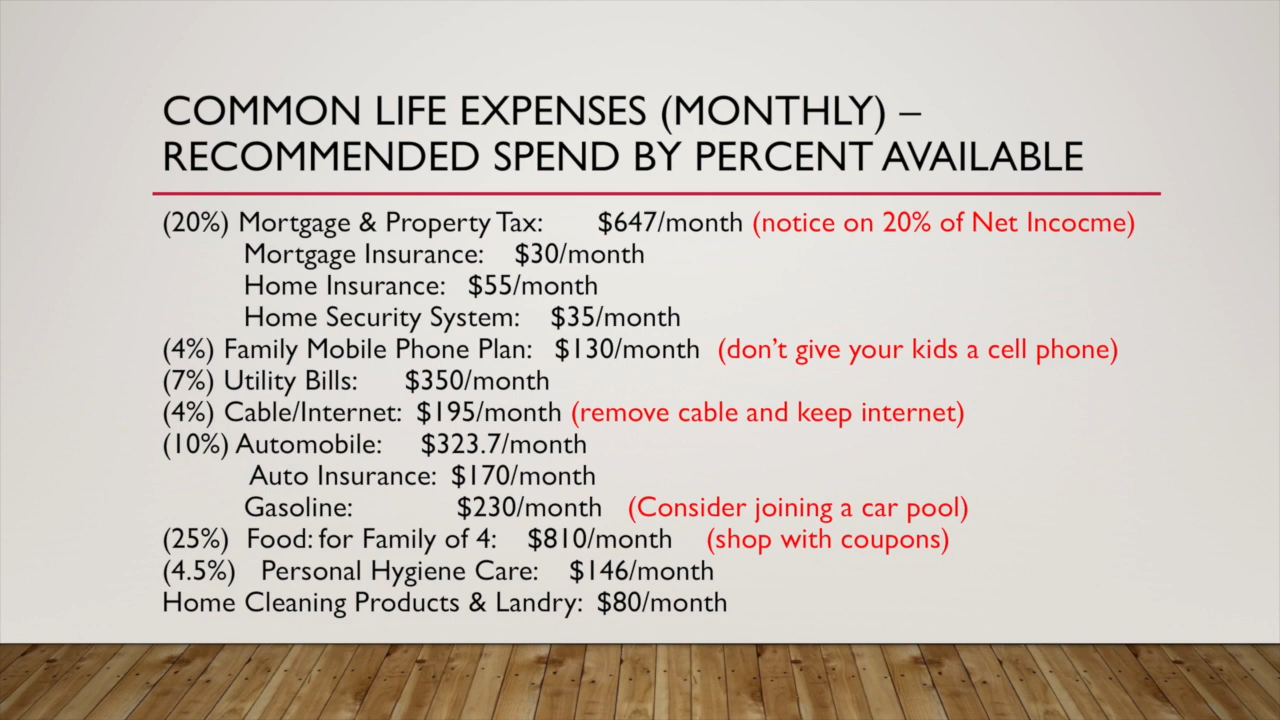 COMMON LIFE EXPENSES (MONTHLY) –
RECOMMENDED SPEND BY PERCENT AVAILABLE
(20%) Mortgage & Property Tax: $647/month (notice on 20% of Net Incocme)
Mortgage Insurance: $30/month
Home Insurance: $55/month
Home Security System: $35/month
(4%) Family Mobile Phone Plan: $130/month (don't give your kids a cell phone)
(7%) Utility Bills: $350/month
(4%) Cable/Internet: $195/month (remove cable and keep internet)
(10%) Automobile: $323.7/month
Auto Insurance: $170/month
Gasoline: $230/month (Consider joining a car pool)
(25%) Food: for Family of 4: $810/month (shop with coupons)
(4.5%) Personal Hygiene Care: $146/month
Home Cleaning Products & Landry: $80/month